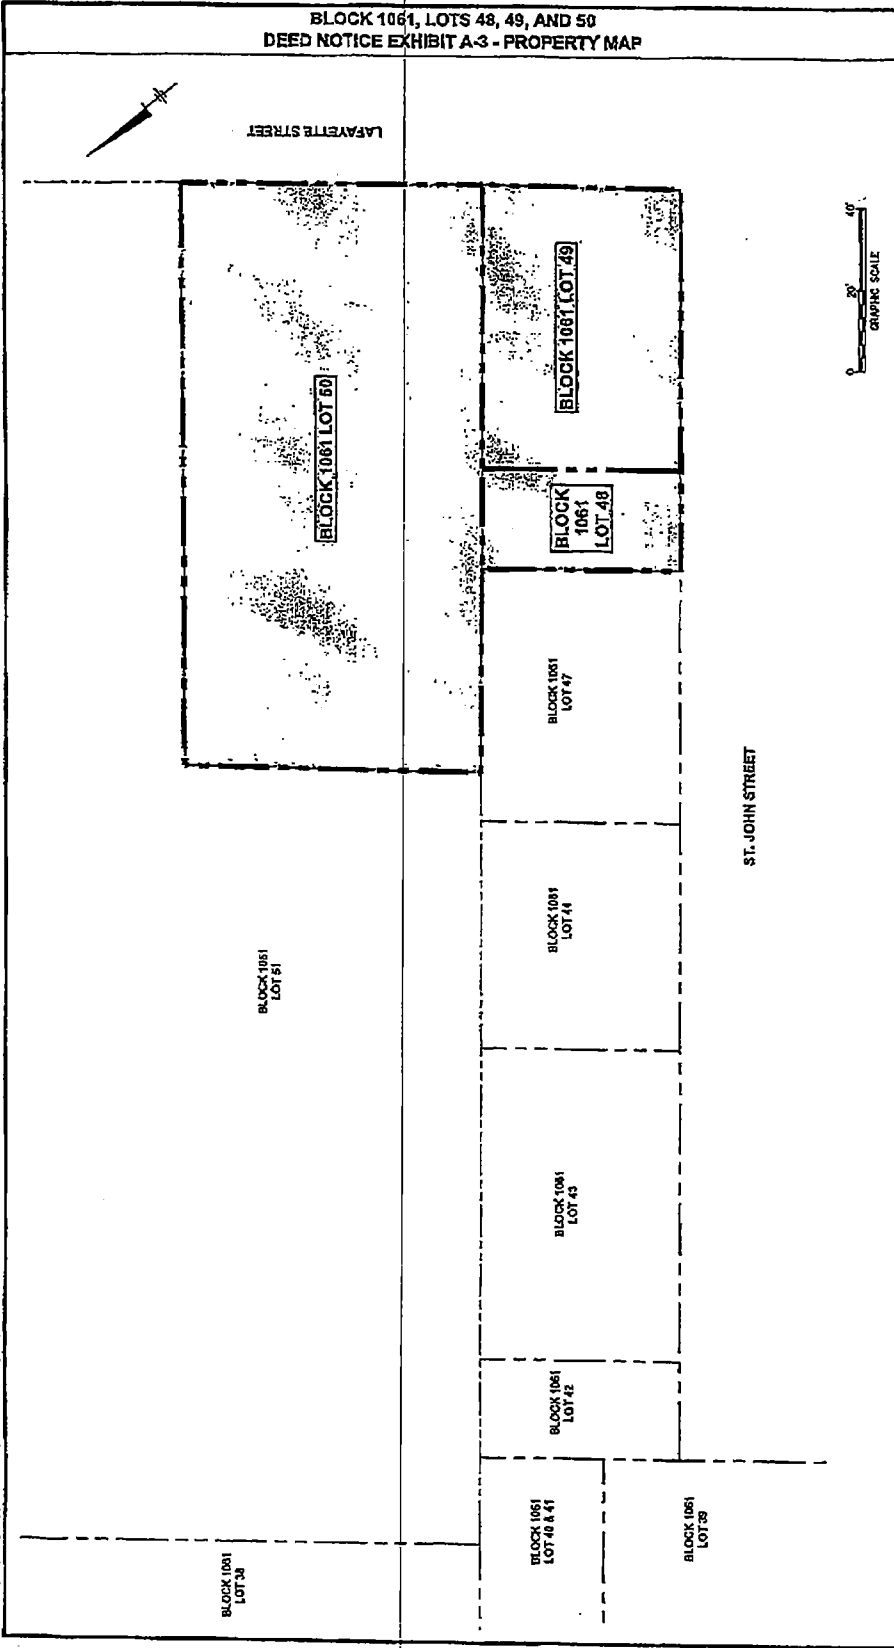 BLOCK 1061, LOTS 48, 49, AND 50
DEED NOTICE EXHIBIT A-3 - PROPERTY MAP
LAFAYETTE STREET
BLOCK 1061 LOT 50
BLOCK 1061 LOT 49
BLOCK
1061
LOT 48
0 20' 40'
GRAPHIC SCALE
BLOCK 1061
LOT 47
ST. JOHN STREET
BLOCK 1061
LOT 44
BLOCK 1061
LOT 51
BLOCK 1061
LOT 43
BLOCK 1061
LOT 42
BLOCK 1061
LOT 40 & 41
BLOCK 1061
LOT 39
BLOCK 1061
LOT 38